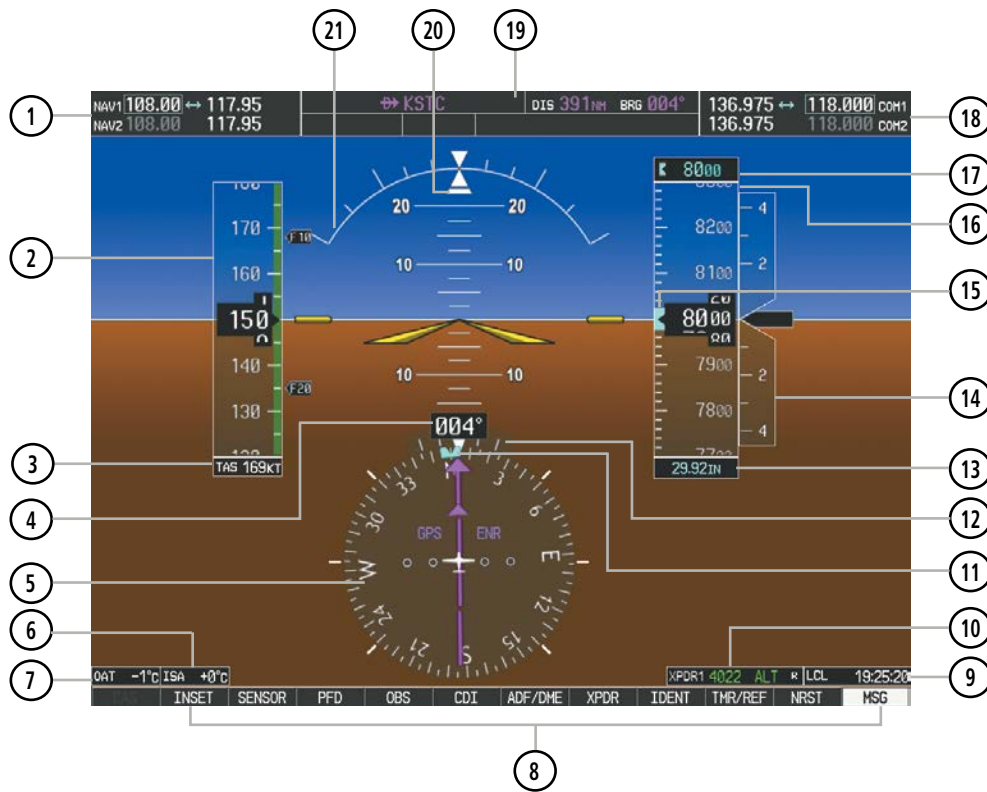 21 20 19
1 18
NAV1 108.00 ↔ 117.95
NAV2 108.00 117.95
KSTC DIS 391NM BRG 004°
136.975 ↔ 118.000 COM1
136.975 118.000 COM2
17
8000
16
2
170
160
150
140
130
F10
F20
20 20
10 10
10 10
8200
8100
8000
20
80
7900
7800
4
2
2
4
15
14
3
TAS 169KT
29.92IN
13
4
004°
12
11
33 3 6 E 12 15 S 21 W 30
GPS ENR
5
6
10
7
OAT -1°C ISA +0°C
XPDR1 4022 ALT R LCL 19:25:20
9
INSET SENSOR PFD OBS CDI ADF/DME XPDR IDENT TMR/REF NRST MSG
8